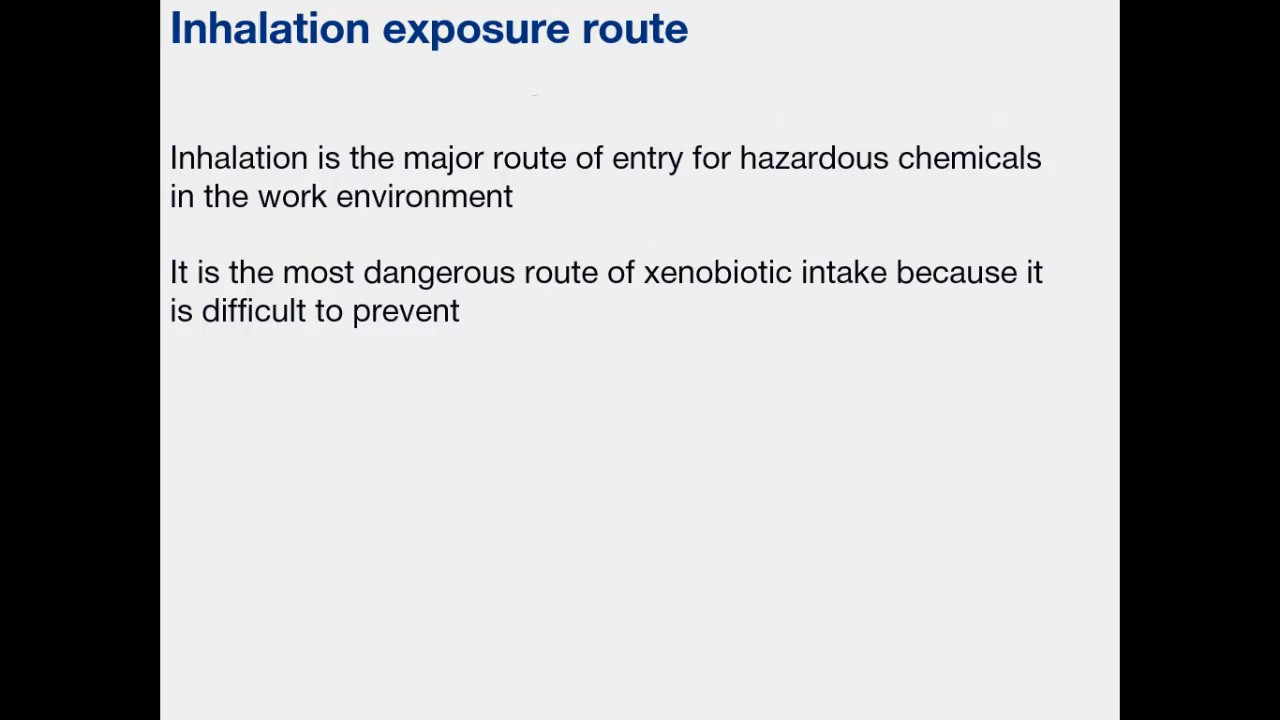 Inhalation exposure route
Inhalation is the major route of entry for hazardous chemicals
in the work environment
It is the most dangerous route of xenobiotic intake because it
is difficult to prevent